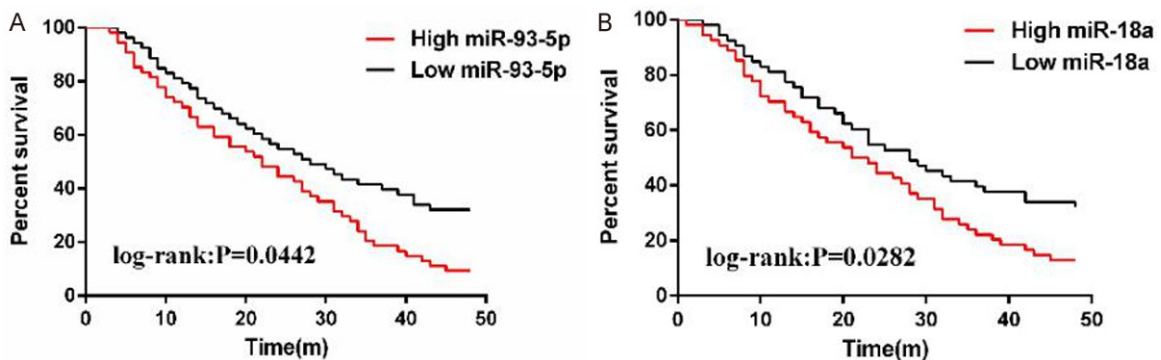 A
High miR-93-5p
Low miR-93-5p
Percent survival
100
80
60
40
20
0
log-rank:P=0.0442
0 10 20 30 40 50
Time(m)
B
High miR-18a
Low miR-18a
Percent survival
100
80
60
40
20
0
log-rank:P=0.0282
0 10 20 30 40 50
Time(m)